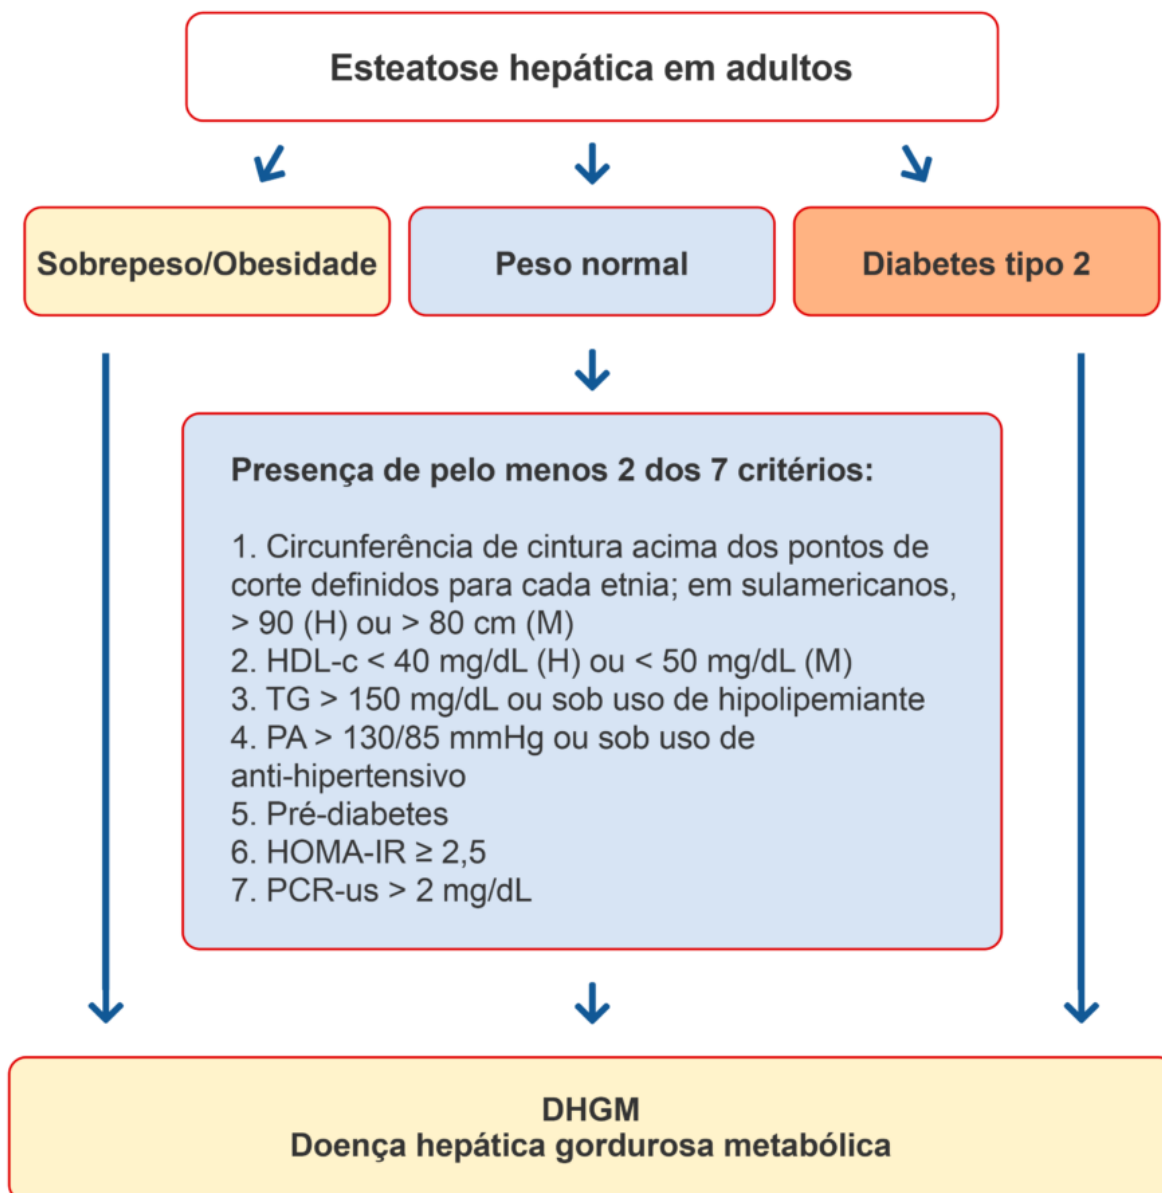 Esteatose hepática em adultos
Sobrepeso/Obesidade
Peso normal
Diabetes tipo 2
Presença de pelo menos 2 dos 7 critérios:
1. Circunferência de cintura acima dos pontos de
corte definidos para cada etnia; em sulamericanos,
> 90 (H) ou > 80 cm (M)
2. HDL-c < 40 mg/dL (H) ou < 50 mg/dL (M)
3. TG > 150 mg/dL ou sob uso de hipolipemiante
4. PA > 130/85 mmHg ou sob uso de
anti-hipertensivo
5. Pré-diabetes
6. HOMA-IR ≥ 2,5
7. PCR-us > 2 mg/dL
DHGM
Doença hepática gordurosa metabólica